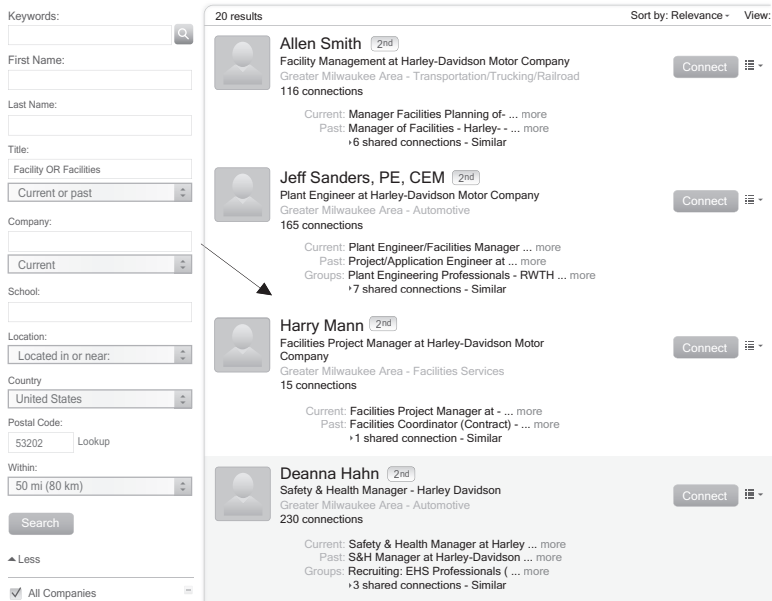 Keywords:
First Name:
Last Name:
Title:
Facility OR Facilities
Current or past
Company:
Current
School:
Location:
Located in or near:
Country
United States
Postal Code:
53202 Lookup
Within:
50 mi (80 km)
Search
Less
All Companies
20 results Sort by: Relevance View:
Allen Smith 2nd
Facility Management at Harley-Davidson Motor Company
Greater Milwaukee Area - Transportation/Trucking/Railroad
116 connections
Connect
Current: Manager Facilities Planning of- ... more
Past: Manager of Facilities - Harley- - ... more
6 shared connections - Similar
Jeff Sanders, PE, CEM 2nd
Plant Engineer at Harley-Davidson Motor Company
Greater Milwaukee Area - Automotive
165 connections
Connect
Current: Plant Engineer/Facilities Manager ... more
Past: Project/Application Engineer at ... more
Groups: Plant Engineering Professionals - RWTH ... more
7 shared connections - Similar
Harry Mann 2nd
Facilities Project Manager at Harley-Davidson Motor
Company
Greater Milwaukee Area - Facilities Services
15 connections
Connect
Current: Facilities Project Manager at - ... more
Past: Facilities Coordinator (Contract) - ... more
1 shared connection - Similar
Deanna Hahn 2nd
Safety & Health Manager - Harley Davidson
Greater Milwaukee Area - Automotive
230 connections
Connect
Current: Safety & Health Manager at Harley ... more
Past: S&H Manager at Harley-Davidson ... more
Groups: Recruiting: EHS Professionals ( ... more
3 shared connections - Similar